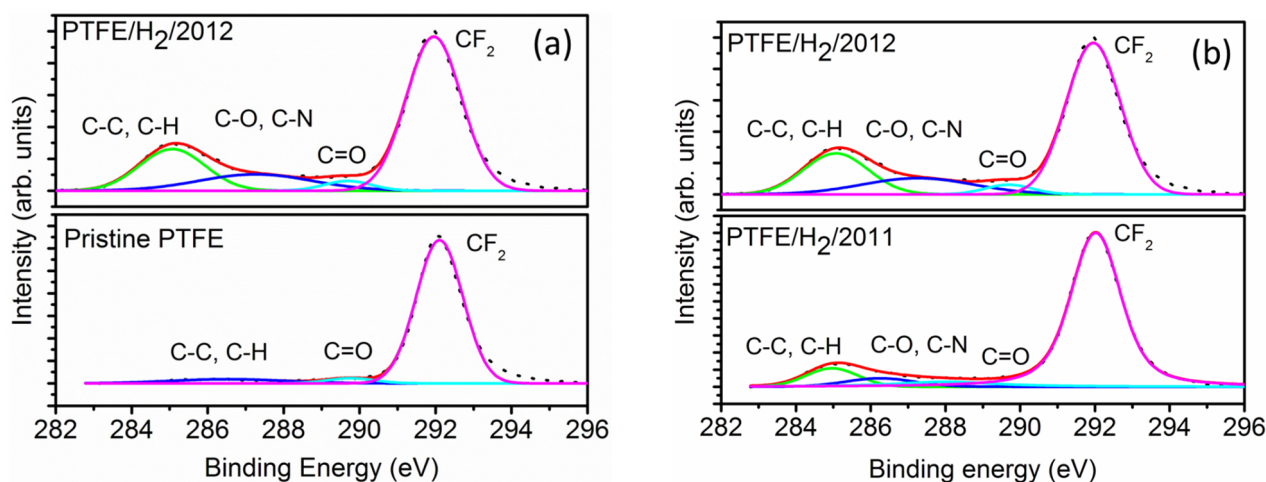 PTFE/H2/2012
(a)
CF2
C-C, C-H
C-O, C-N
C=O
Pristine PTFE
CF2
C-C, C-H
C=O
Intensity (arb. units)
282 284 286 288 290 292 294 296
Binding Energy (eV)
PTFE/H2/2012
(b)
CF2
C-C, C-H
C-O, C-N
C=O
PTFE/H2/2011
CF2
C-C, C-H
C-O, C-N
C=O
Intensity (arb. units)
282 284 286 288 290 292 294 296
Binding energy (eV)